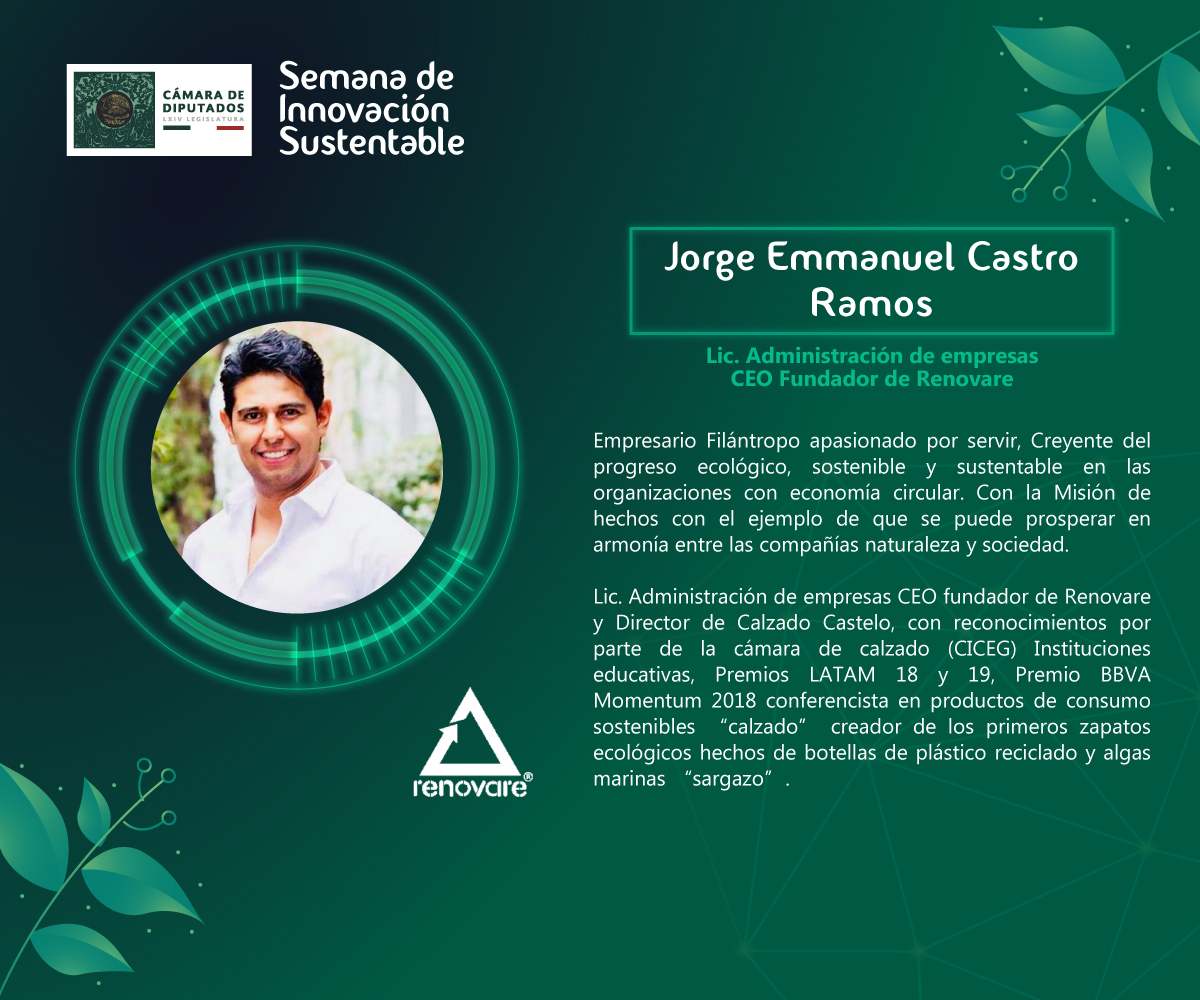 CÁMARA DE
DIPUTADOS
LXIV LEGISLATURA
Semana de
Innovación
Sustentable
Jorge Emmanuel Castro
Ramos
Lic. Administración de empresas
CEO Fundador de Renovare
Empresario Filántropo apasionado por servir, Creyente del
progreso ecológico, sostenible y sustentable en las
organizaciones con economía circular. Con la Misión de
hechos con el ejemplo de que se puede prosperar en
armonía entre las compañías naturaleza y sociedad.
Lic. Administración de empresas CEO fundador de Renovare
y Director de Calzado Castelo, con reconocimientos por
parte de la cámara de calzado (CICEG) Instituciones
educativas, Premios LATAM 18 y 19, Premio BBVA
Momentum 2018 conferencista en productos de consumo
sostenibles “calzado” creador de los primeros zapatos
ecológicos hechos de botellas de plástico reciclado y algas
marinas “sargazo” .
renovare®